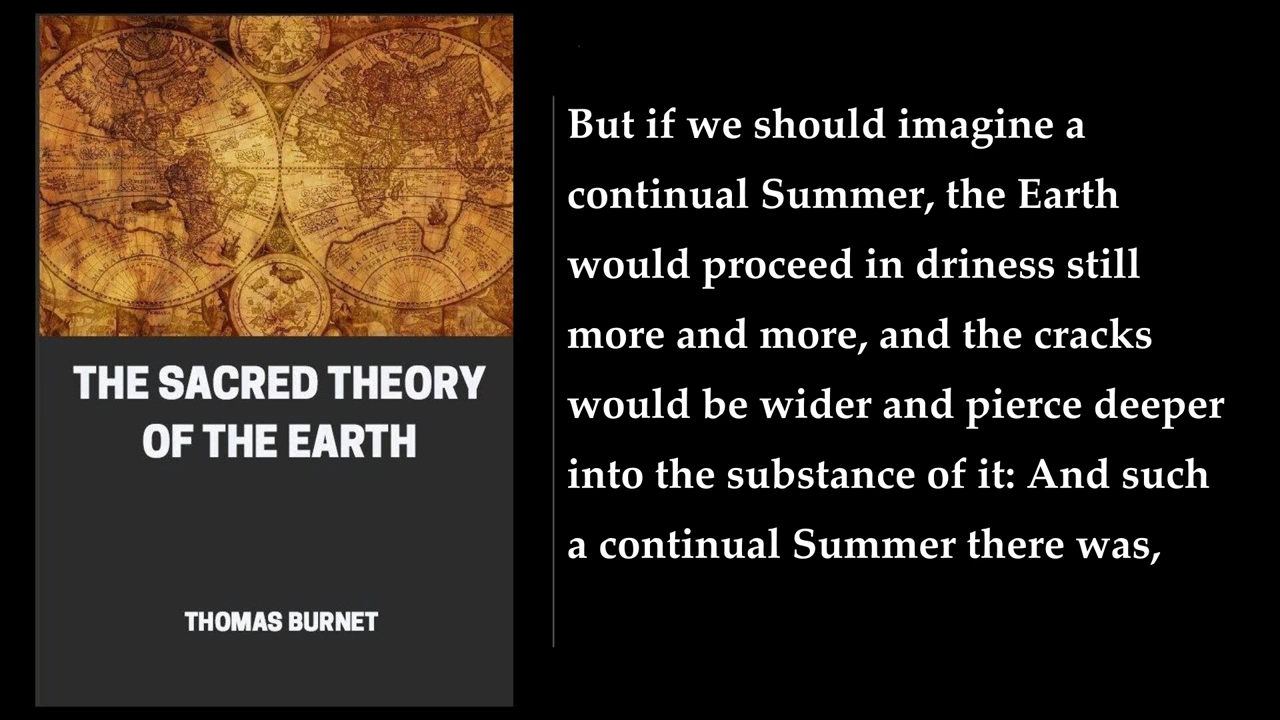 THE SACRED THEORY
OF THE EARTH
THOMAS BURNET
But if we should imagine a
continual Summer, the Earth
would proceed in driness still
more and more, and the cracks
would be wider and pierce deeper
into the substance of it: And such
a continual Summer there was,